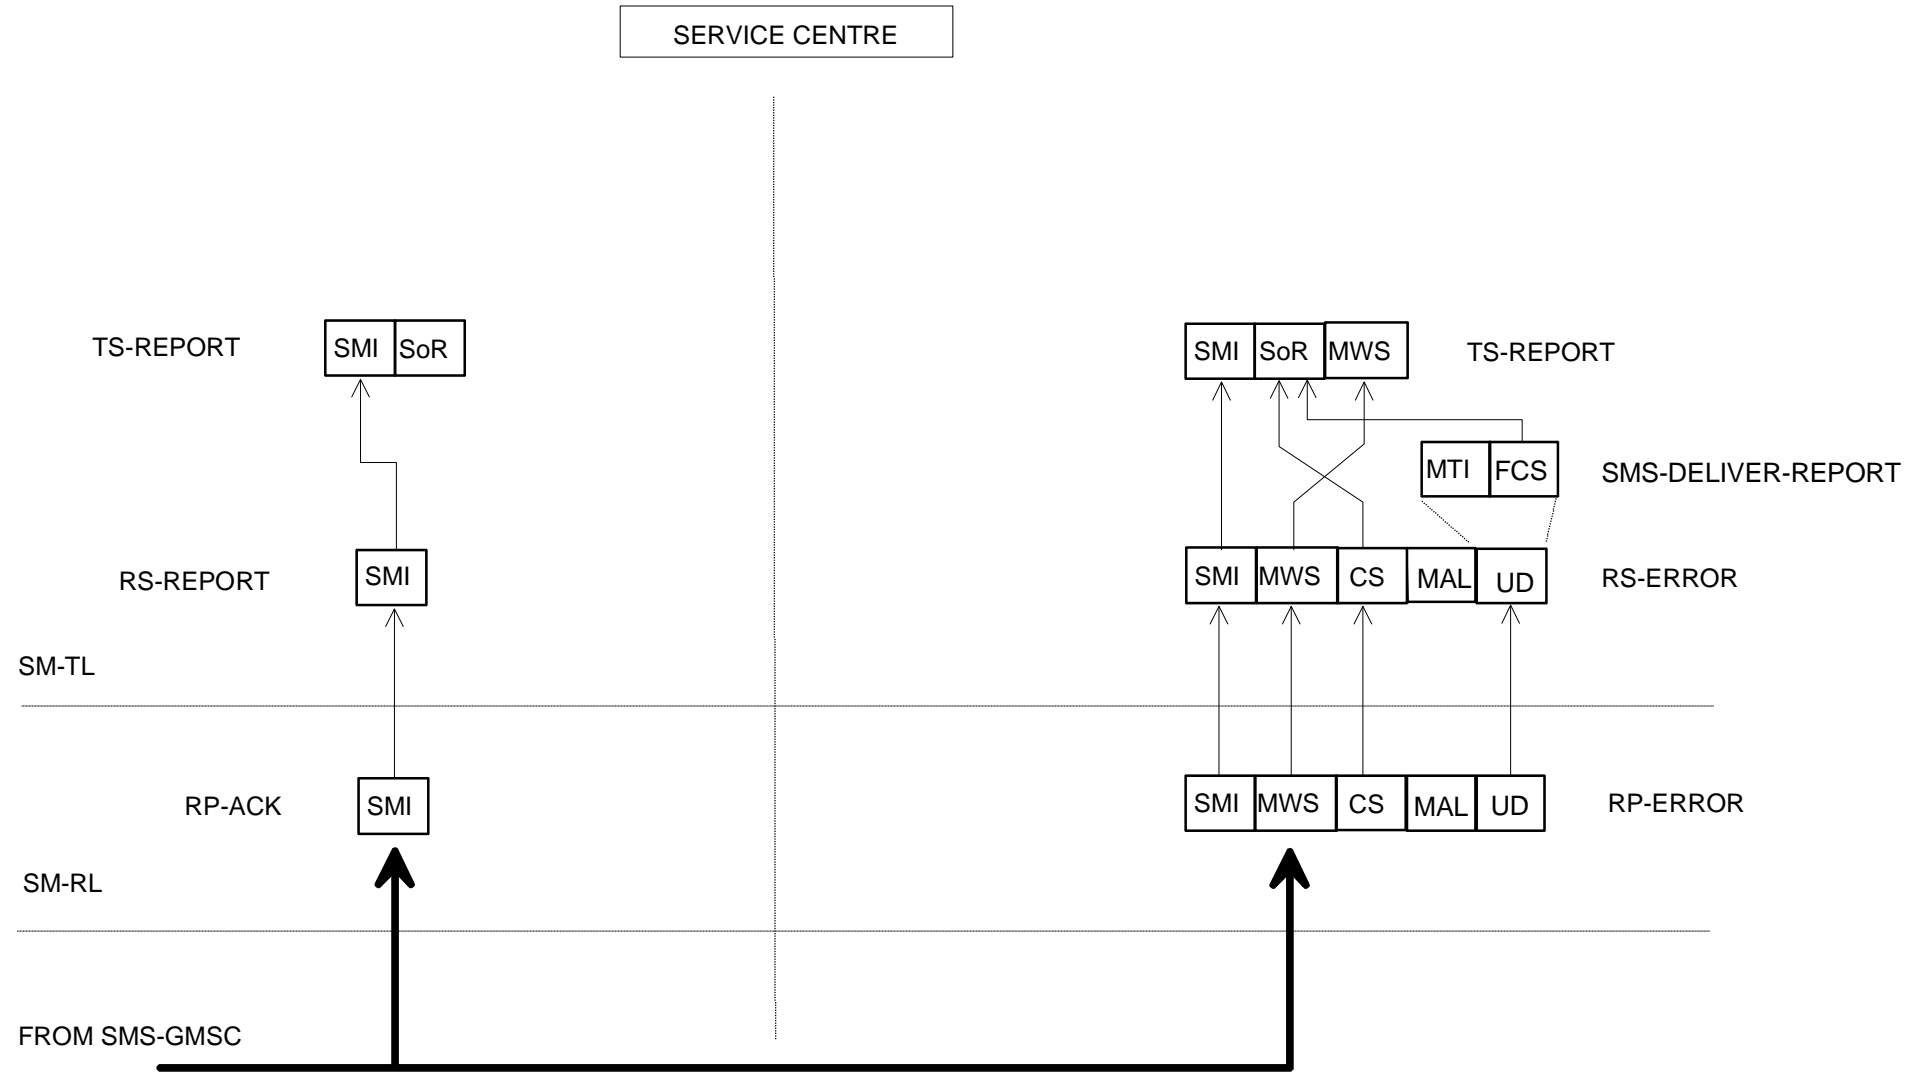 SERVICE CENTRE
TS-REPORT SMI SoR SMI SoR MWS TS-REPORT
MTI FCS SMS-DELIVER-REPORT
RS-REPORT SMI SMI MWS CS MAL UD RS-ERROR
SM-TL
RP-ACK SMI SMI MWS CS MAL UD RP-ERROR
SM-RL
FROM SMS-GMSC